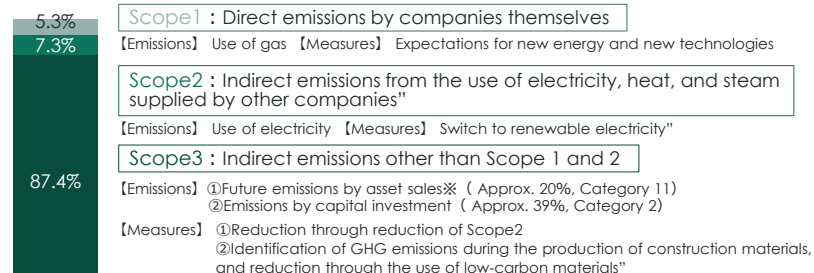 5.3%
Scope1：Direct emissions by companies themselves
7.3%
【Emissions】 Use of gas 【Measures】 Expectations for new energy and new technologies
Scope2：Indirect emissions from the use of electricity, heat, and steam
supplied by other companies”
【Emissions】 Use of electricity 【Measures】 Switch to renewable electricity”
Scope3：Indirect emissions other than Scope 1 and 2
87.4%
【Emissions】 ①Future emissions by asset sales※ ( Approx. 20%, Category 11)
②Emissions by capital investment ( Approx. 39%, Category 2)
【Measures】 ①Reduction through reduction of Scope2
②Identification of GHG emissions during the production of construction materials,
and reduction through the use of low-carbon materials”